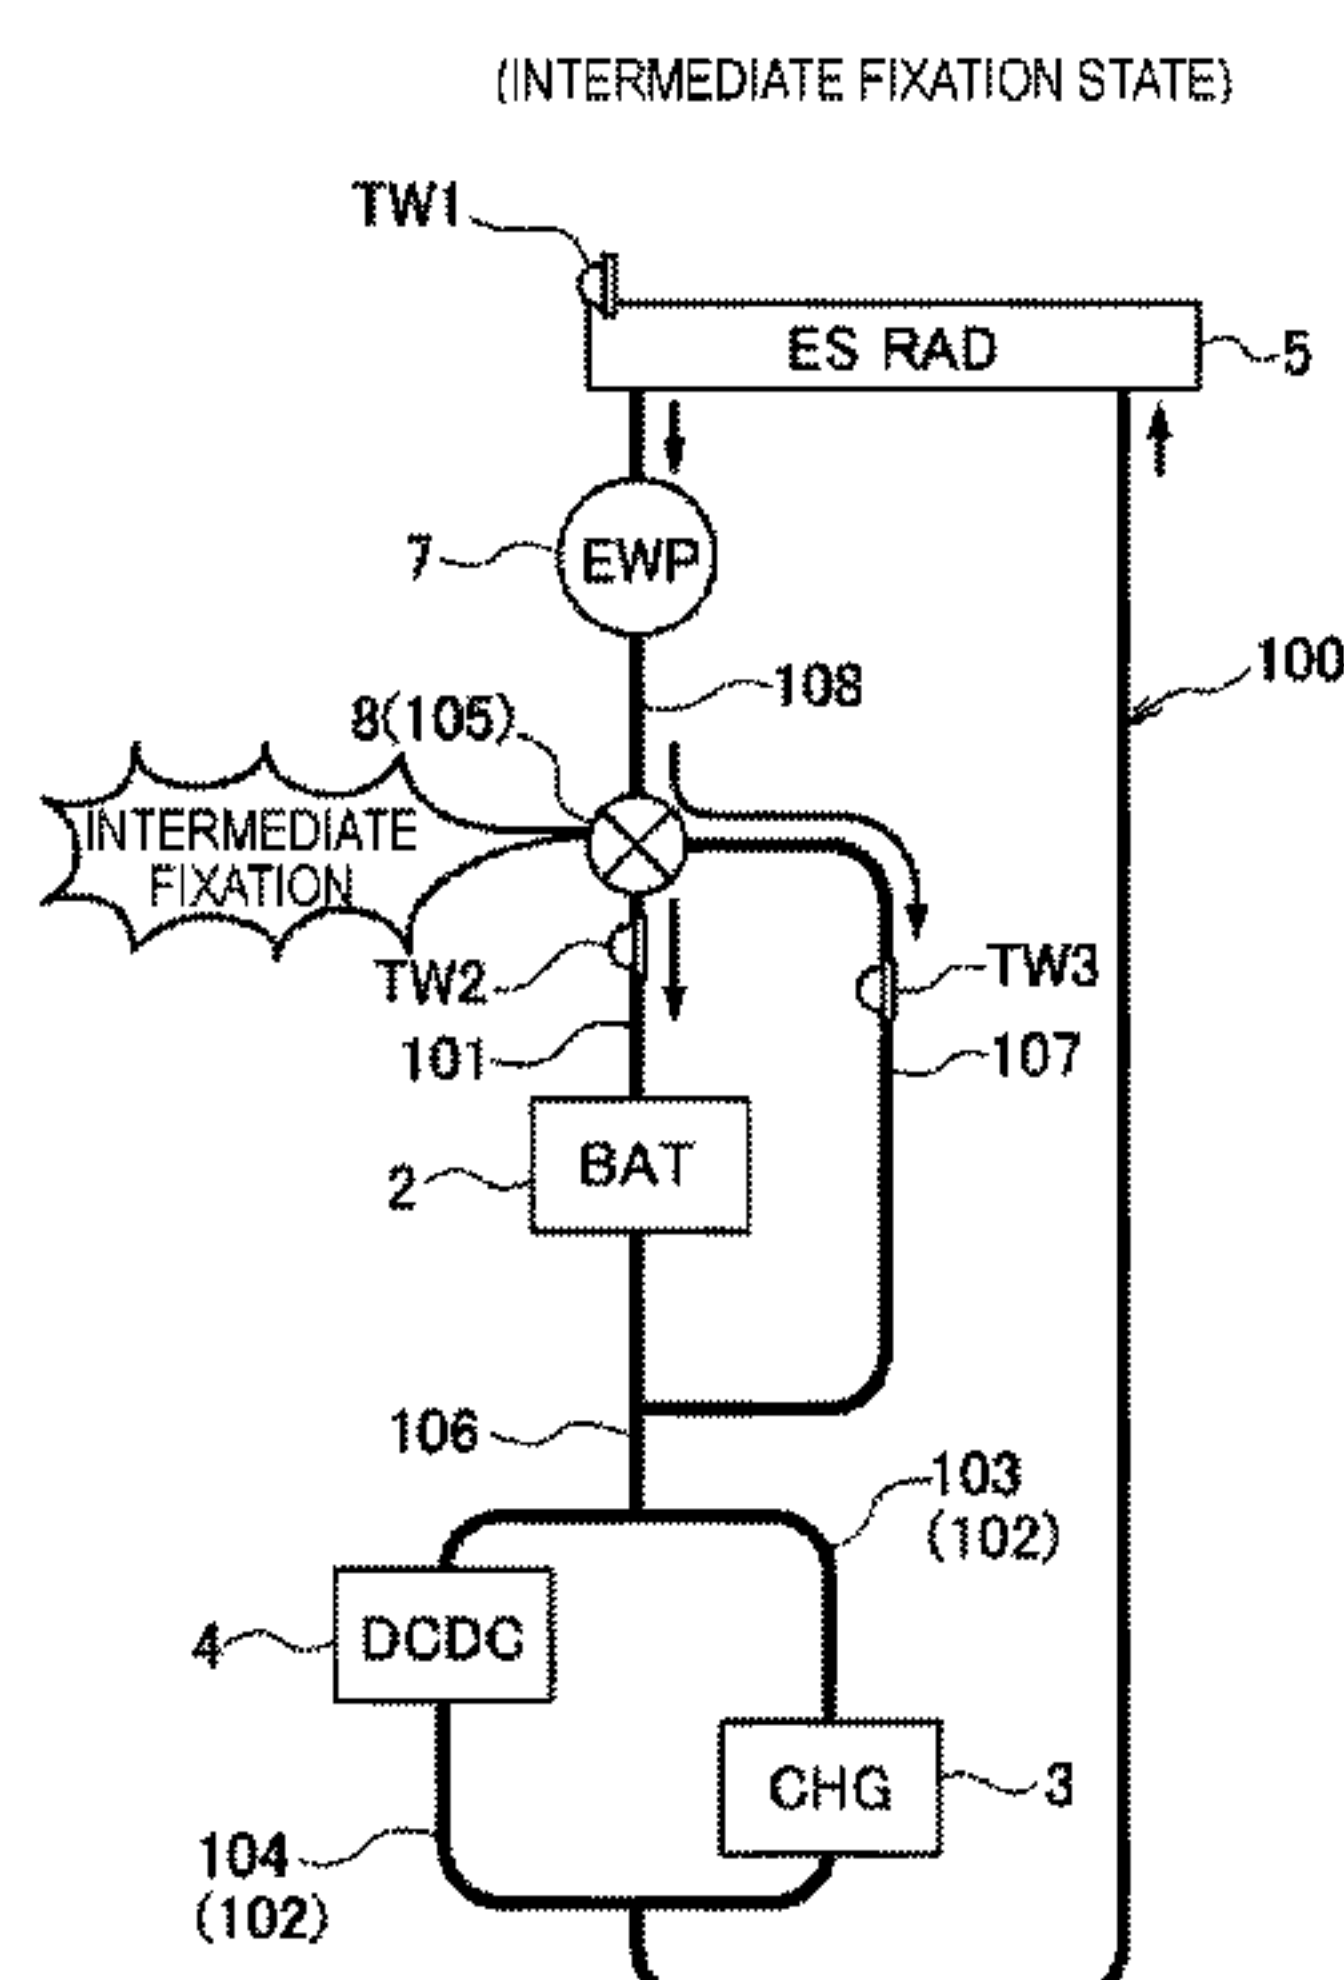 (INTERMEDIATE FIXATION STATE)
TW1
ES RAD
5
7
EWP
108
100
8(105)
INTERMEDIATE
FIXATION
TW2
TW3
101
107
2
BAT
106
103
(102)
4
DCDC
CHG
3
104
(102)